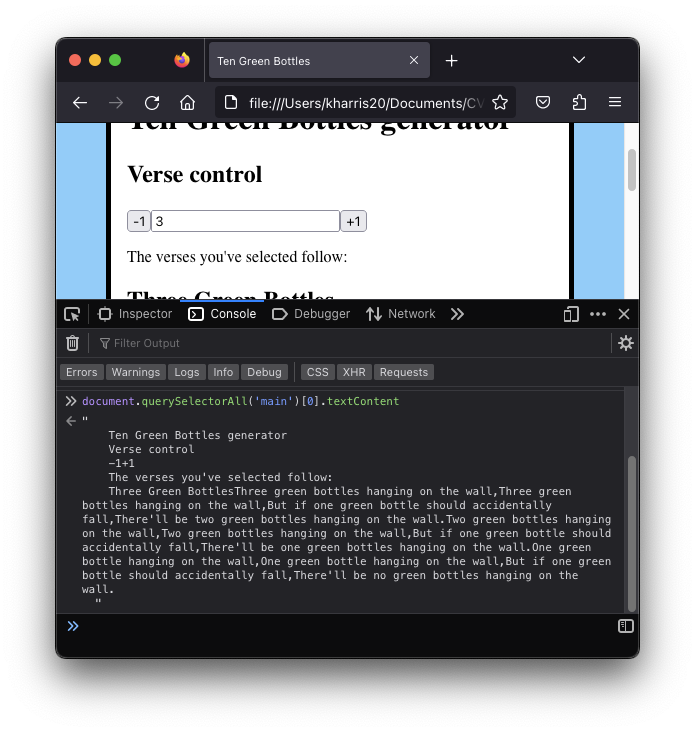 Ten Green Bottles
file:///Users/kharris20/Documents/CV
Ten Green Bottles generator
Verse control
-1 3 +1
The verses you've selected follow:
Three Green Bottles
Inspector Console Debugger Network
Filter Output
Errors Warnings Logs Info Debug CSS XHR Requests
document.querySelectorAll('main')[0].textContent
"
Ten Green Bottles generator
Verse control
-1+1
The verses you've selected follow:
Three Green BottlesThree green bottles hanging on the wall,Three green
bottles hanging on the wall,But if one green bottle should accidentally
fall,There'll be two green bottles hanging on the wall.Two green bottles hanging
on the wall,Two green bottles hanging on the wall,But if one green bottle should
accidentally fall,There'll be one green bottles hanging on the wall.One green
bottle hanging on the wall,One green bottle hanging on the wall,But if one green
bottle should accidentally fall,There'll be no green bottles hanging on the
wall.
"